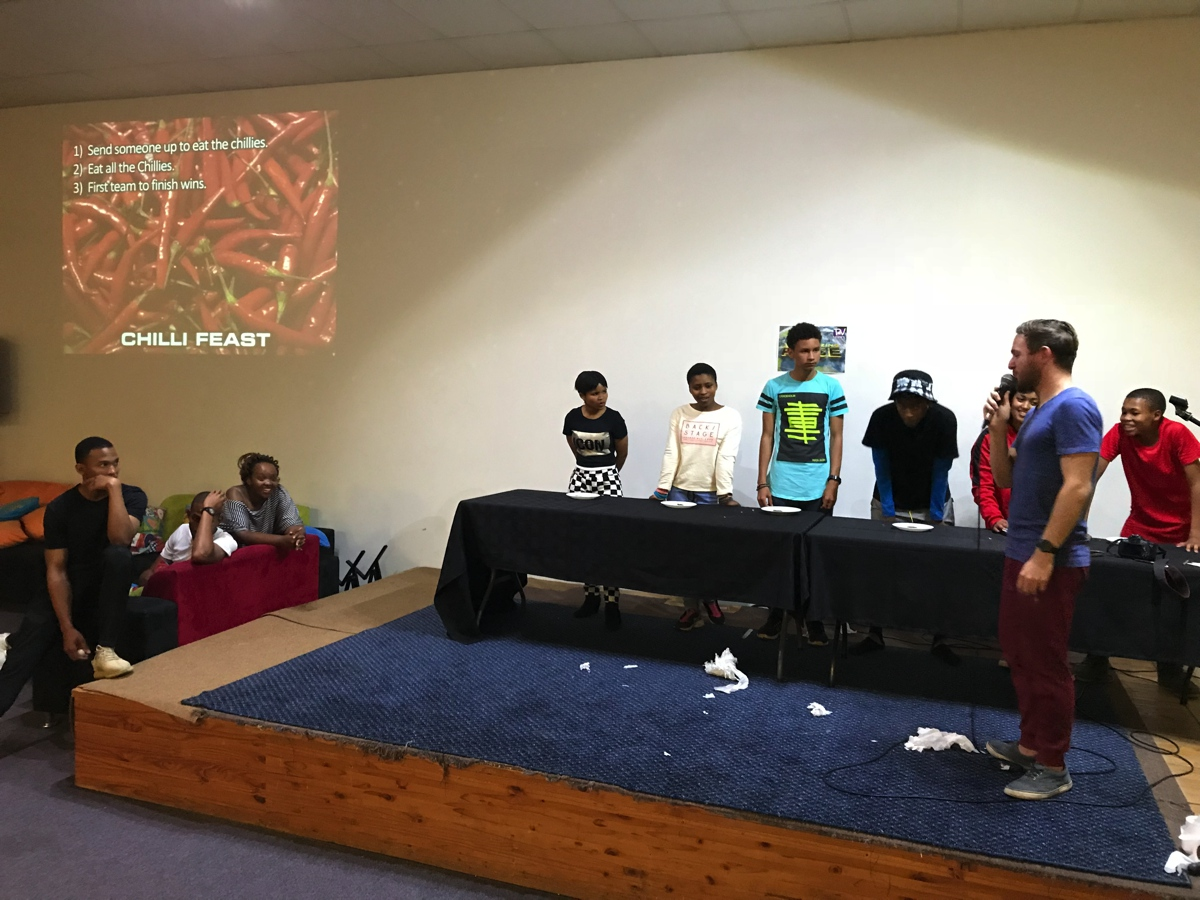 1) Send someone up to eat the chillies.
2) Eat all the Chillies.
3) First team to finish wins.
CHILLI FEAST
ICON
BACK/
STAGE